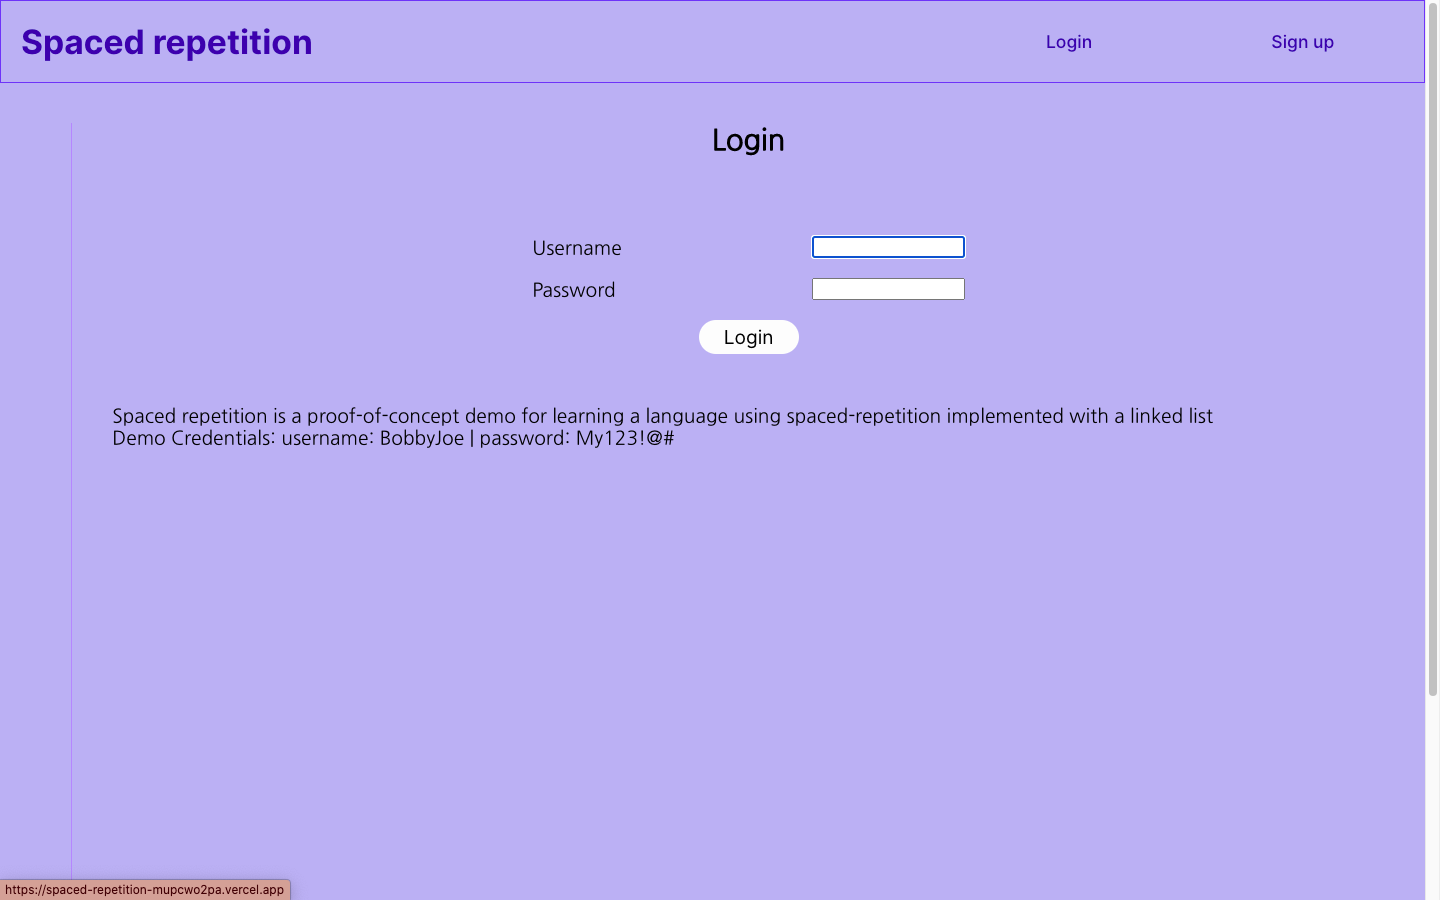 Spaced repetition
Login
Sign up
Login
Username
Password
Login
Spaced repetition is a proof-of-concept demo for learning a language using spaced-repetition implemented with a linked list
Demo Credentials: username: BobbyJoe | password: My123!@#
https://spaced-repetition-mupcwo2pa.vercel.app